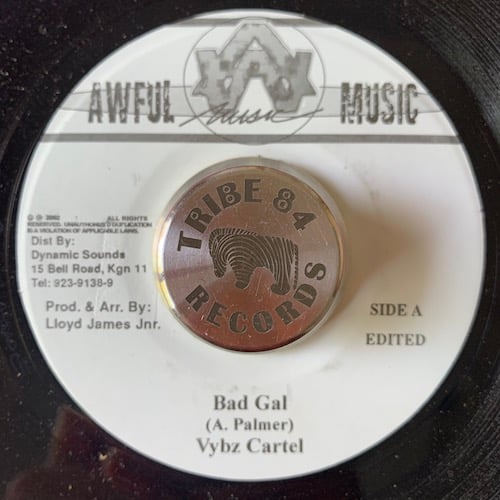 AWFUL MUSIC
music
℗ © 2002 ALL RIGHTS
RESERVED. UNAUTHORISED DUPLICATION
IS A VIOLATION OF APPLICABLE LAWS.
Dist By:
Dynamic Sounds
15 Bell Road, Kgn 11
Tel: 923-9138-9
Prod. & Arr. By:
Lloyd James Jnr.
TRIBE 84
RECORDS
SIDE A
EDITED
Bad Gal
(A. Palmer)
Vybz Cartel